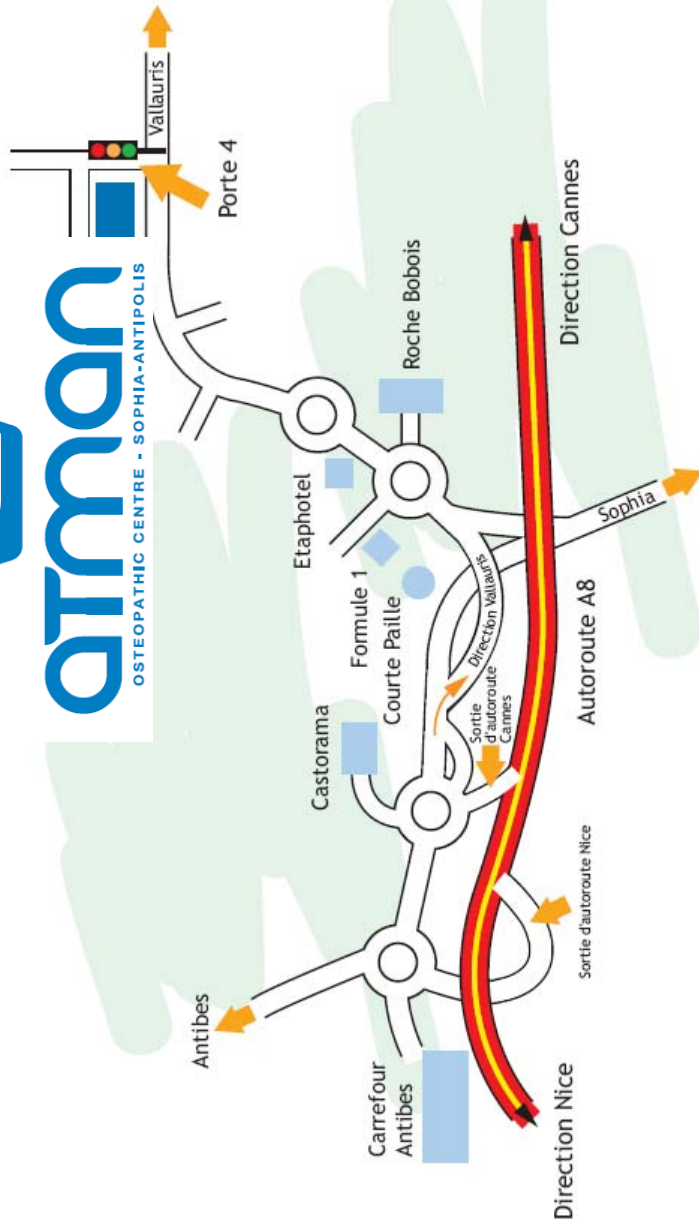 Vallauris
Porte 4
atman
OSTEOPATHIC CENTRE - SOPHIA-ANTIPOLIS
Roche Bobois
Direction Cannes
Etaphotel
Formule 1
Courte Paille
Direction Vallauris
Sophia
Castorama
Sortie
d'autoroute
Cannes
Autoroute A8
Sortie d'autoroute Nice
Antibes
Carrefour
Antibes
Direction Nice